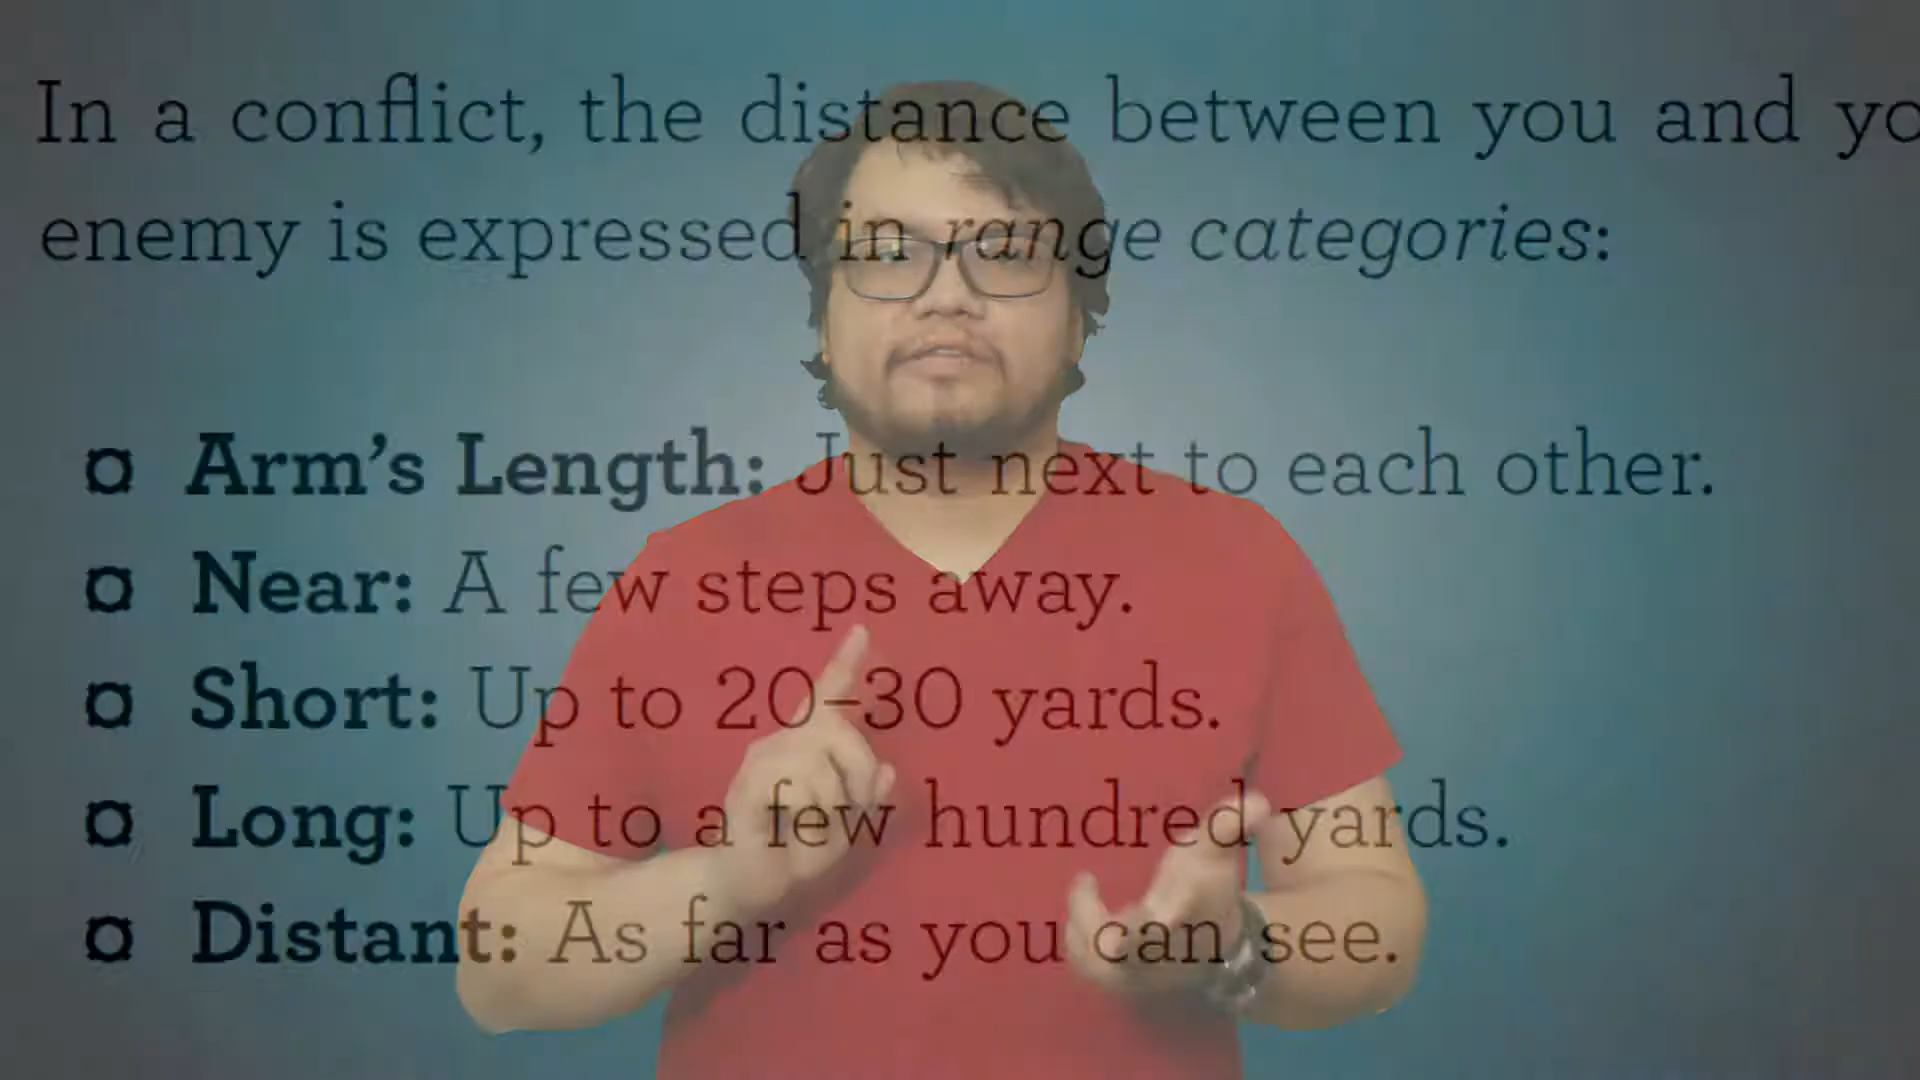 In a conflict, the distance between you and yo
enemy is expressed in range categories:
¤ Arm's Length: Just next to each other.
¤ Near: A few steps away.
¤ Short: Up to 20–30 yards.
¤ Long: Up to a few hundred yards.
¤ Distant: As far as you can see.